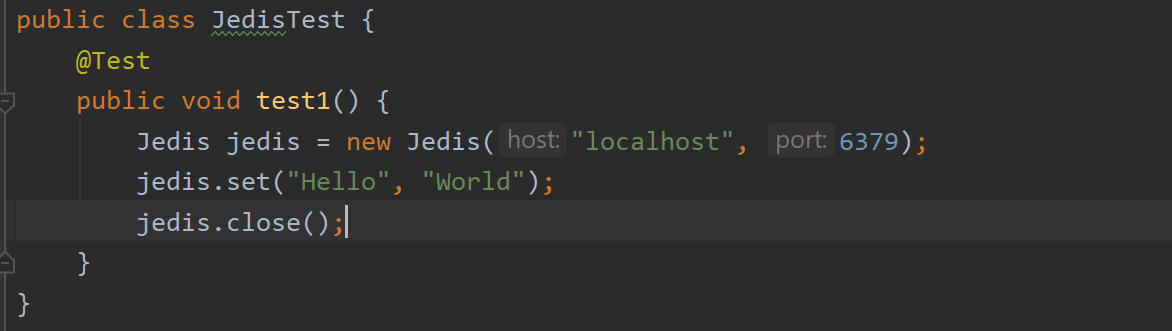 public class JedisTest {
@Test
public void test1() {
Jedis jedis = new Jedis( host: "localhost", port: 6379);
jedis.set("Hello", "World");
jedis.close();
}
}